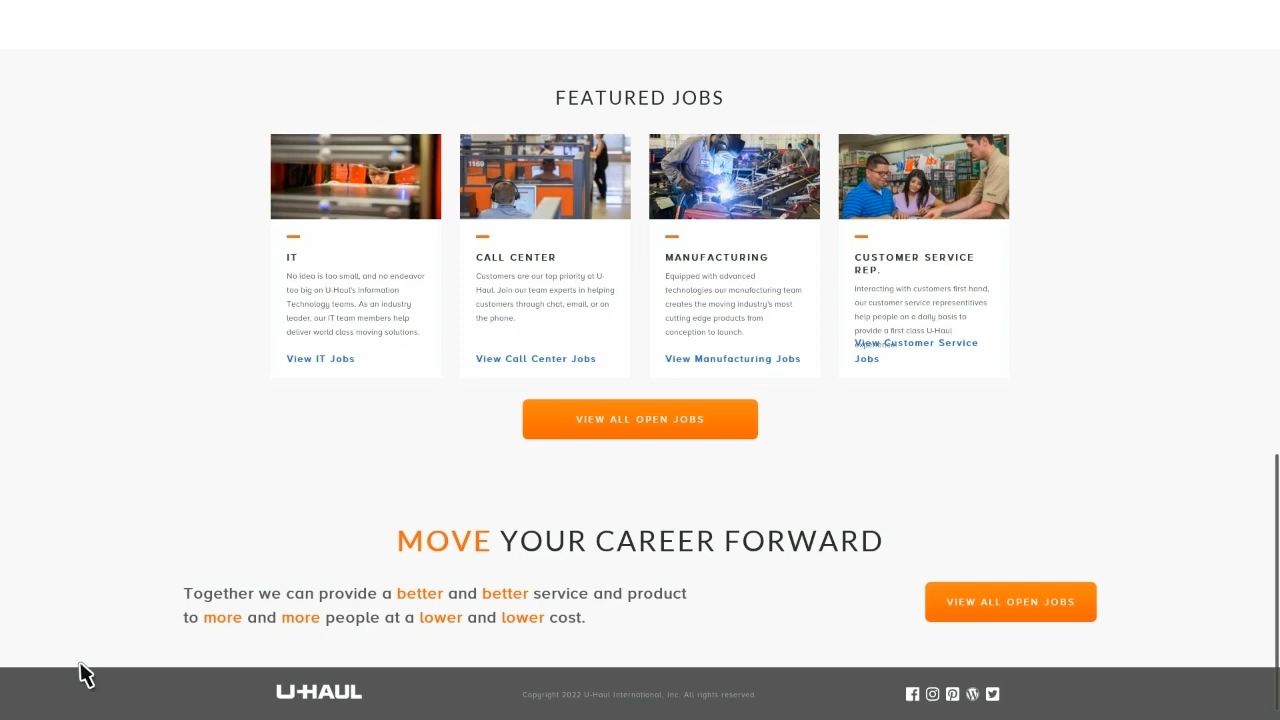 FEATURED JOBS
1169
IT
No idea is too small, and no endeavor
too big on U-Haul's Information
Technology teams. As an industry
leader, our IT team members help
deliver world class moving solutions.
View IT Jobs
CALL CENTER
Customers are our top priority at U-
Haul. Join our team experts in helping
customers through chat, email, or on
the phone.
View Call Center Jobs
MANUFACTURING
Equipped with advanced
technologies our manufacturing team
creates the moving industry's most
cutting edge products from
conception to launch.
View Manufacturing Jobs
CUSTOMER SERVICE
REP.
Interacting with customers first hand,
our customer service representitives
help people on a daily basis to
provide a first class U-Haul
experience.
View Customer Service
Jobs
VIEW ALL OPEN JOBS
MOVE YOUR CAREER FORWARD
Together we can provide a better and better service and product
to more and more people at a lower and lower cost.
VIEW ALL OPEN JOBS
U-HAUL
Copyright 2022 U-Haul International, Inc. All rights reserved.